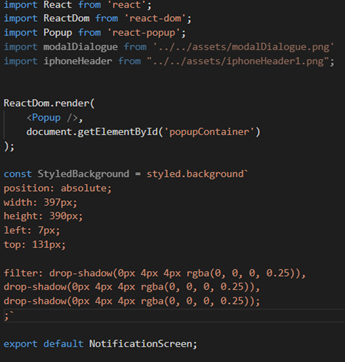 import React from 'react';
import ReactDom from 'react-dom';
import Popup from 'react-popup';
import modalDialogue from '../../assets/modalDialogue.png'
import iphoneHeader from "../../assets/iphoneHeader1.png";
ReactDom.render(
<Popup />,
document.getElementById('popupContainer')
);
const StyledBackground = styled.background`
position: absolute;
width: 397px;
height: 390px;
left: 7px;
top: 131px;
filter: drop-shadow(0px 4px 4px rgba(0, 0, 0, 0.25)),
drop-shadow(0px 4px 4px rgba(0, 0, 0, 0.25)),
drop-shadow(0px 4px 4px rgba(0, 0, 0, 0.25));
;`
export default NotificationScreen;